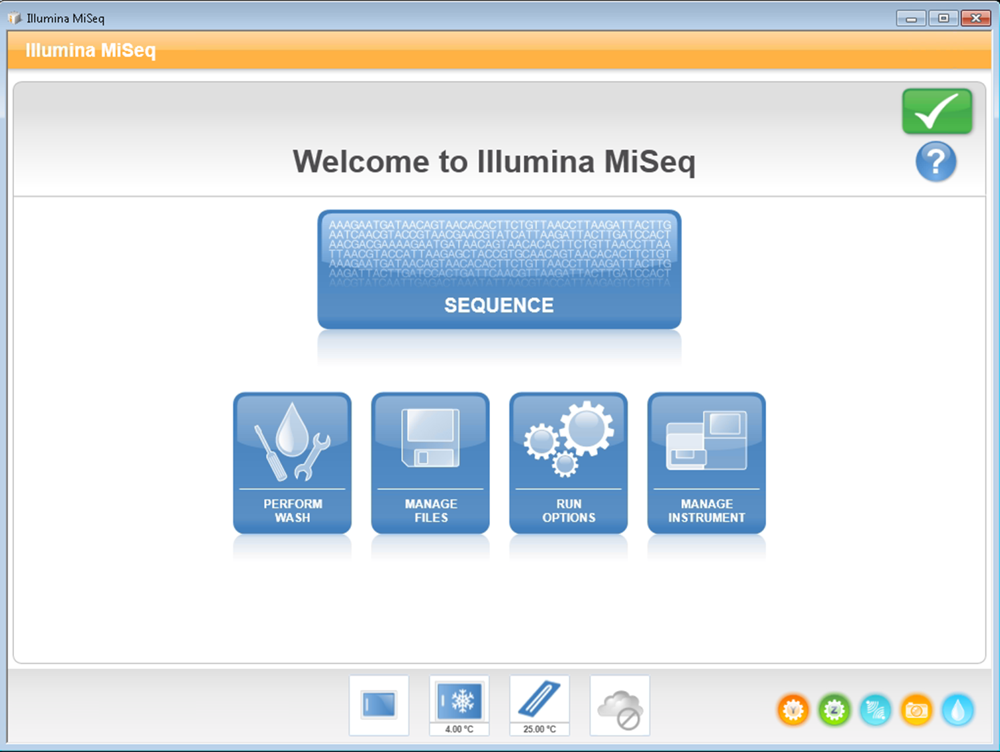 Illumina MiSeq
Illumina MiSeq
?
Welcome to Illumina MiSeq
AAAGAATGATAACAGTAACACACTTCTGTTAACCTTAAGATTACTTG
AATCAACGTACCGTAACGAACGTATCATTAAGATTACTTGATCCACT
AACGACGAAAAGAATGATAACAGTAACACACTTCTGTTAACCTTAA
TTAACGTACCATTAAGAGCTACCGTGCAACAGTAACACACTTCTGT
AAAGAATGATAACAGTAACACACTTCTGTTAACCTTAAGATTACTTG
AAGATTACTTGATCCACTGATTCAACGTTAAGATTACTTGATCCACT
AACGTATCAATTGAGACTAAATATTAACGTACCATTAAGAGTCTGTTA
SEQUENCE
PERFORM
WASH
MANAGE
FILES
RUN
OPTIONS
MANAGE
INSTRUMENT
4.00 °C
25.00 °C
Y
Z